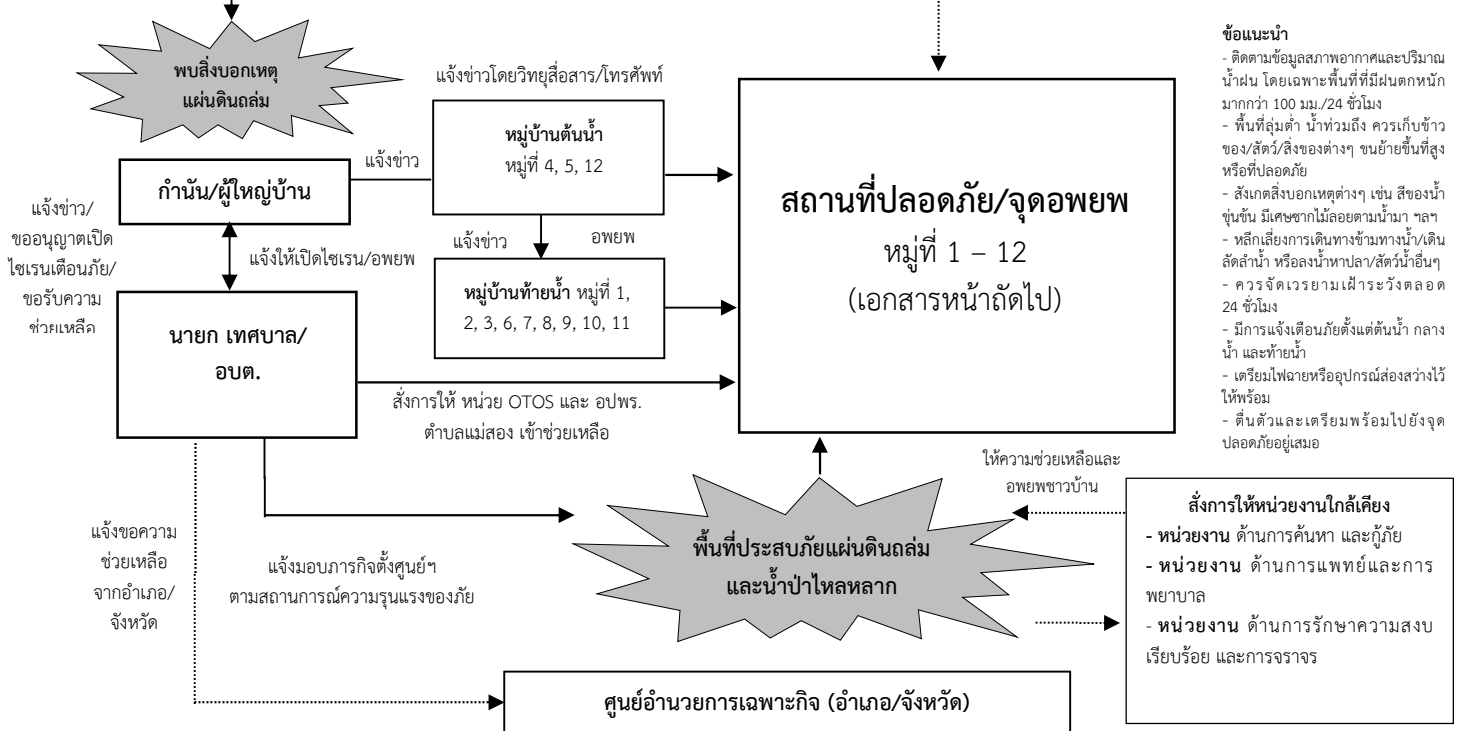 พบสิ่งบอกเหตุ
แผ่นดินถล่ม
แจ้งข่าวโดยวิทยุสื่อสาร/โทรศัพท์
หมู่บ้านต้นน้ำ
หมู่ที่ 4, 5, 12
แจ้งข่าว
กำนัน/ผู้ใหญ่บ้าน
แจ้งข่าว/
ขออนุญาตเปิด
ไซเรนเตือนภัย/
ขอรับความ
ช่วยเหลือ
แจ้งให้เปิดไซเรน/อพยพ
แจ้งข่าว
อพยพ
หมู่บ้านท้ายน้ำ หมู่ที่ 1,
2, 3, 6, 7, 8, 9, 10, 11
นายก เทศบาล/
อบต.
สั่งการให้ หน่วย OTOS และ อปพร.
ตำบลแม่สอง เข้าช่วยเหลือ
สถานที่ปลอดภัย/จุดอพยพ
หมู่ที่ 1 – 12
(เอกสารหน้าถัดไป)
ข้อแนะนำ
- ติดตามข้อมูลสภาพอากาศและปริมาณ
น้ำฝน โดยเฉพาะพื้นที่ที่มีฝนตกหนัก
มากกว่า 100 มม./24 ชั่วโมง
- พื้นที่ลุ่มต่ำ น้ำท่วมถึง ควรเก็บข้าว
ของ/สัตว์/สิ่งของต่างๆ ขนย้ายขึ้นที่สูง
หรือที่ปลอดภัย
- สังเกตสิ่งบอกเหตุต่างๆ เช่น สีของน้ำ
ขุ่นข้น มีเศษซากไม้ลอยตามน้ำมา ฯลฯ
- หลีกเลี่ยงการเดินทางข้ามทางน้ำ/เดิน
ลัดลำน้ำ หรือลงน้ำหาปลา/สัตว์น้ำอื่นๆ
- ควรจัดเวรยามเฝ้าระวังตลอด
24 ชั่วโมง
- มีการแจ้งเตือนภัยตั้งแต่ต้นน้ำ กลาง
น้ำ และท้ายน้ำ
- เตรียมไฟฉายหรืออุปกรณ์ส่องสว่างไว้
ให้พร้อม
- ตื่นตัวและเตรียมพร้อมไปยังจุด
ปลอดภัยอยู่เสมอ
ให้ความช่วยเหลือและ
อพยพชาวบ้าน
แจ้งขอความ
ช่วยเหลือ
จากอำเภอ/
จังหวัด
แจ้งมอบภารกิจตั้งศูนย์ฯ
ตามสถานการณ์ความรุนแรงของภัย
พื้นที่ประสบภัยแผ่นดินถล่ม
และน้ำป่าไหลหลาก
สั่งการให้หน่วยงานใกล้เคียง
- หน่วยงาน ด้านการค้นหา และกู้ภัย
- หน่วยงาน ด้านการแพทย์และการ
พยาบาล
- หน่วยงาน ด้านการรักษาความสงบ
เรียบร้อย และการจราจร
ศูนย์อำนวยการเฉพาะกิจ (อำเภอ/จังหวัด)